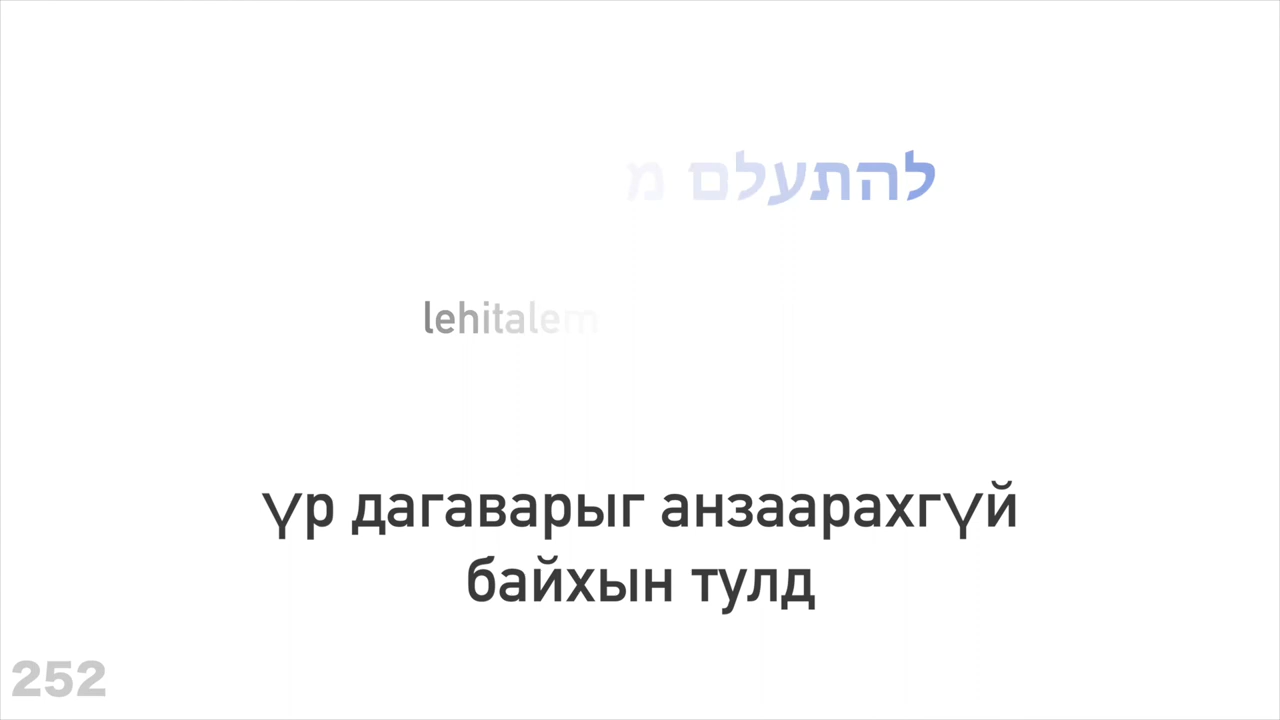 להתעלם מ
lehitalem
үр дагаварыг анзаарахгүй
байхын тулд
252